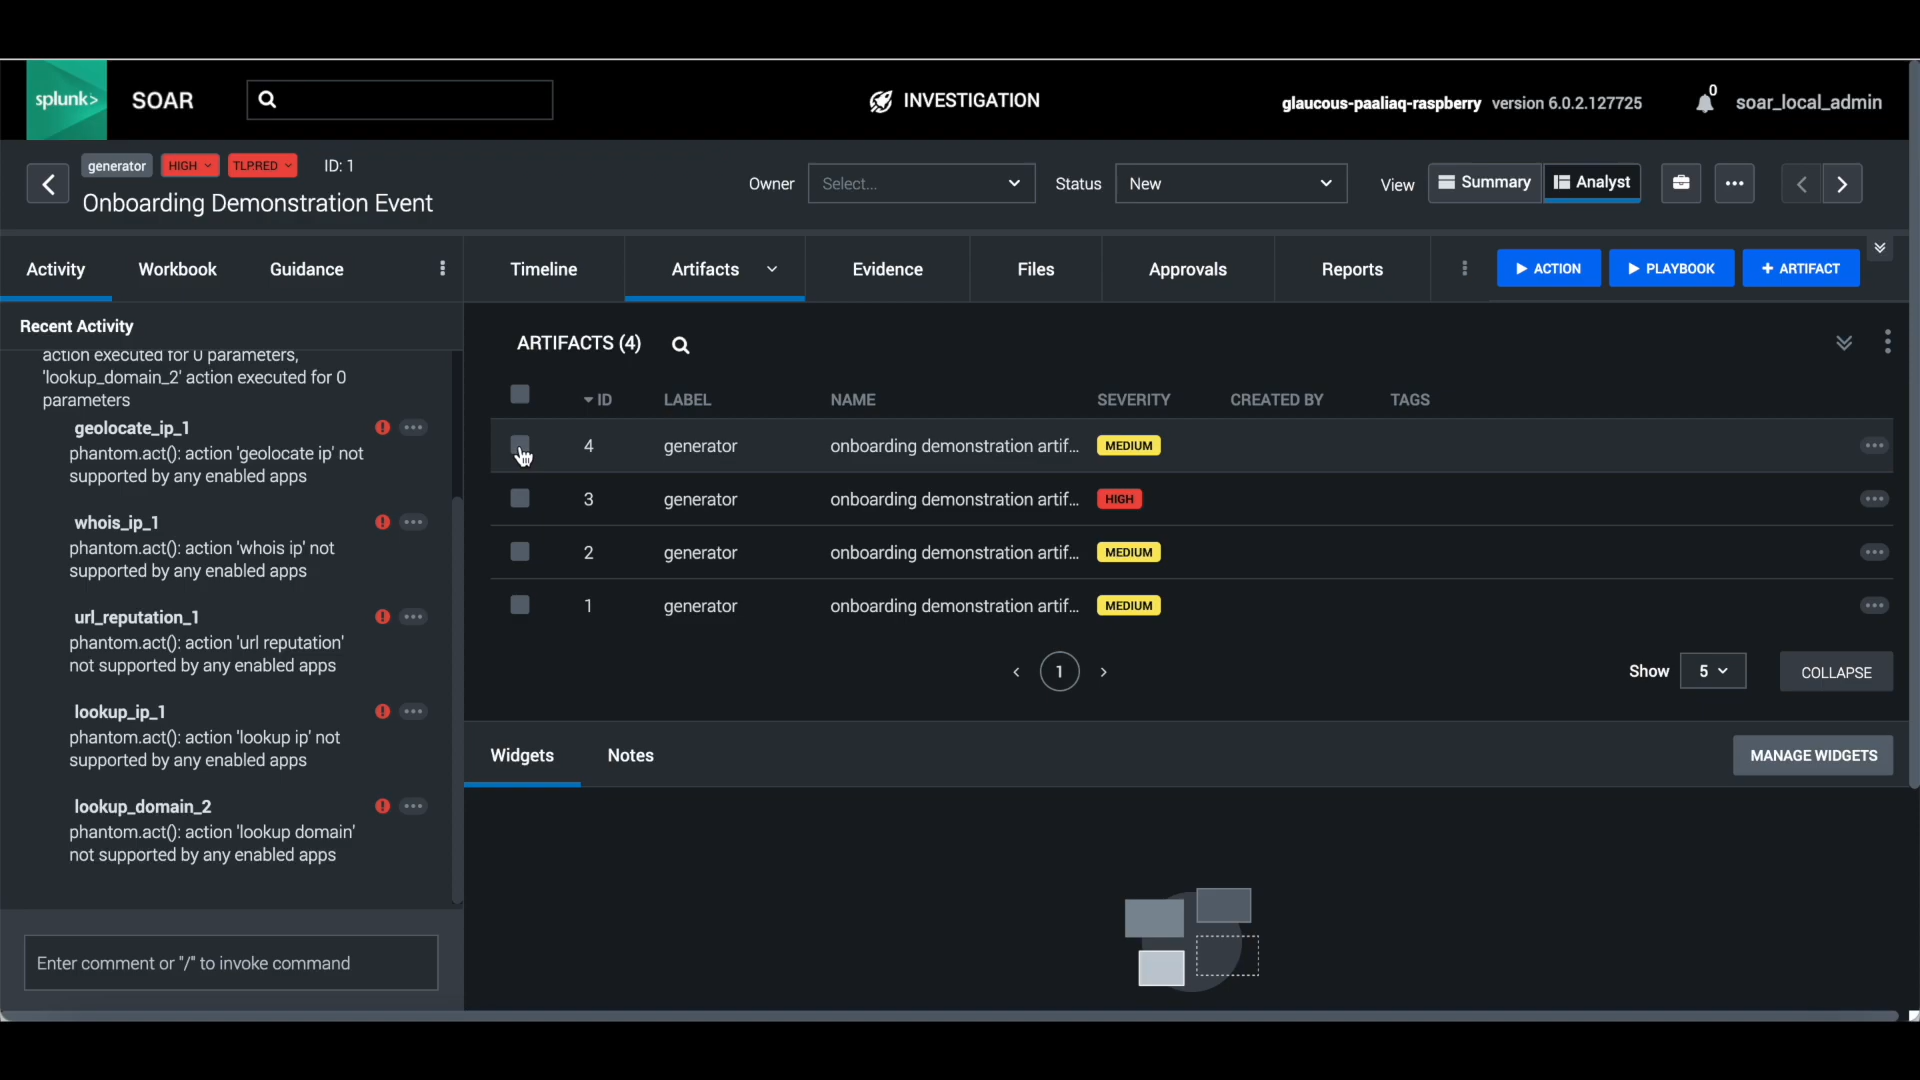 splunk>
SOAR
INVESTIGATION
glaucous-paaliaq-raspberry version 6.0.2.127725
0
soar_local_admin
generator
HIGH
TLP:RED
ID: 1
Onboarding Demonstration Event
Owner
Select...
Status
New
View
Summary
Analyst
Activity
Workbook
Guidance
Timeline
Artifacts
Evidence
Files
Approvals
Reports
ACTION
PLAYBOOK
+ ARTIFACT
Recent Activity
action executed for 0 parameters,
'lookup_domain_2' action executed for 0
parameters
geolocate_ip_1
phantom.act(): action 'geolocate ip' not
supported by any enabled apps
whois_ip_1
phantom.act(): action 'whois ip' not
supported by any enabled apps
url_reputation_1
phantom.act(): action 'url reputation'
not supported by any enabled apps
lookup_ip_1
phantom.act(): action 'lookup ip' not
supported by any enabled apps
lookup_domain_2
phantom.act(): action 'lookup domain'
not supported by any enabled apps
Enter comment or "/" to invoke command
ARTIFACTS (4)
ID LABEL NAME SEVERITY CREATED BY TAGS
4 generator onboarding demonstration artif... MEDIUM
3 generator onboarding demonstration artif... HIGH
2 generator onboarding demonstration artif... MEDIUM
1 generator onboarding demonstration artif... MEDIUM
‹ 1 ›
Show 5
COLLAPSE
Widgets
Notes
MANAGE WIDGETS